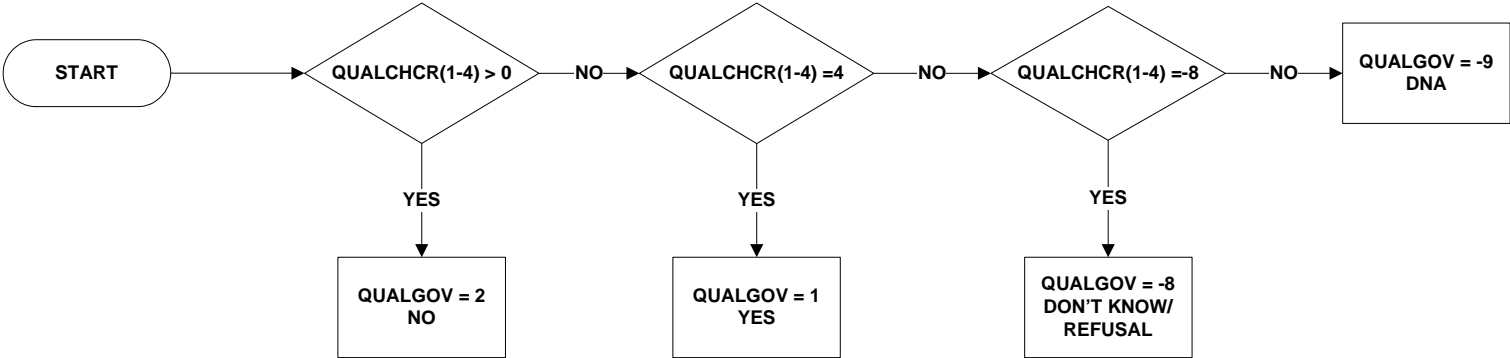 START
QUALCHCR(1-4) > 0
NO
QUALCHCR(1-4) =4
NO
QUALCHCR(1-4) =-8
NO
QUALGOV = -9
DNA
YES
YES
YES
QUALGOV = 2
NO
QUALGOV = 1
YES
QUALGOV = -8
DON'T KNOW/
REFUSAL